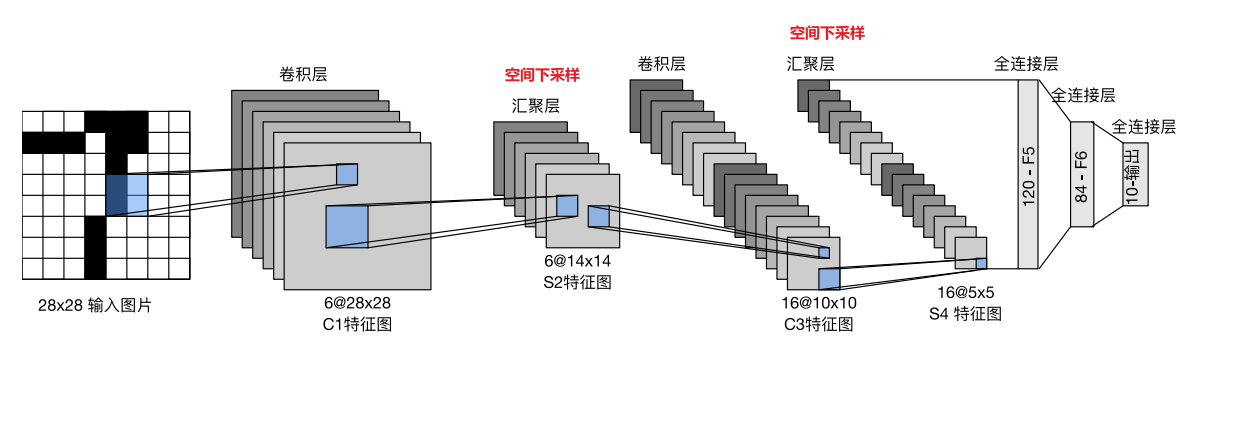 卷积层
空间下采样
汇聚层
卷积层
空间下采样
汇聚层
全连接层
全连接层
全连接层
28x28 输入图片
6@28x28
C1特征图
6@14x14
S2特征图
16@10x10
C3特征图
16@5x5
S4 特征图
120 - F5
84 - F6
10-输出